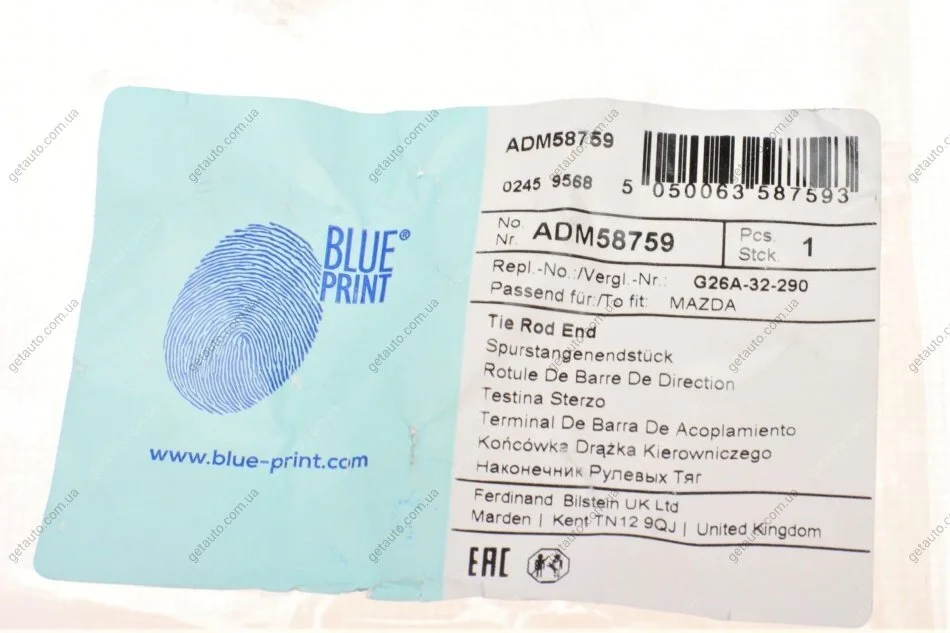 BLUE®
PRINT
www.blue-print.com
ADM58759
0245 9568
5 050063 587593
No.
Nr. ADM58759
Pcs.
Stck. 1
Repl.-No.:/Vergl.-Nr.: G26A-32-290
Passend für:/To fit: MAZDA
Tie Rod End
Spurstangenendstück
Rotule De Barre De Direction
Testina Sterzo
Terminal De Barra De Acoplamiento
Końcówka Drążka Kierowniczego
Наконечник Рулевых Тяг
Ferdinand Bilstein UK Ltd
Marden | Kent TN12 9QJ | United Kingdom
EAC
getauto.com.ua